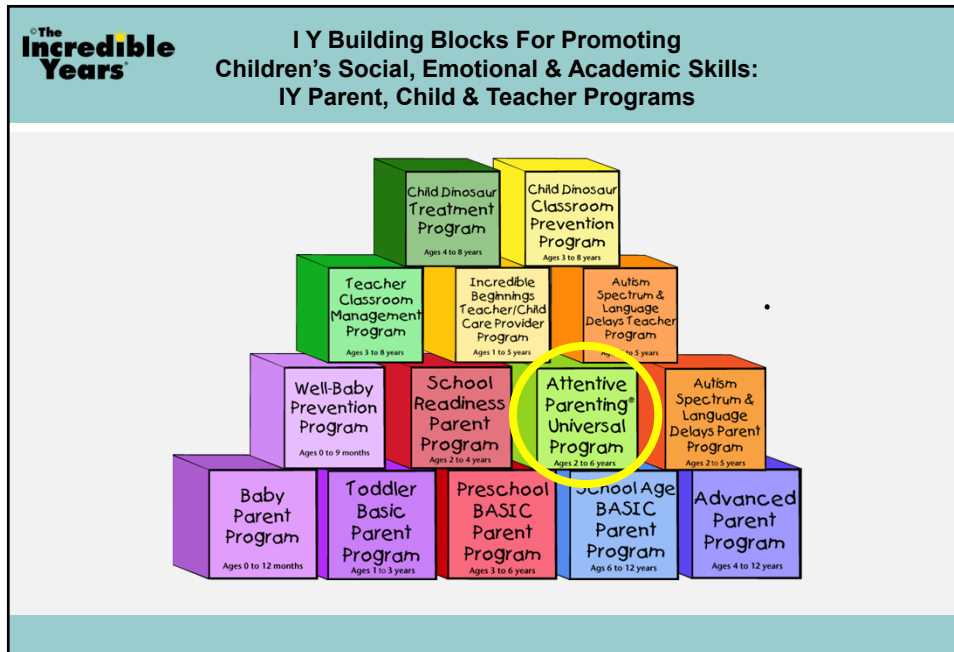 ©The
Incredible
Years®
I Y Building Blocks For Promoting
Children's Social, Emotional & Academic Skills:
IY Parent, Child & Teacher Programs
Child Dinosaur
Treatment
Program
Ages 4 to 8 years
Child Dinosaur
Classroom
Prevention
Program
Ages 3 to 8 years
Teacher
Classroom
Management
Program
Ages 3 to 8 years
Incredible
Beginnings
Teacher/Child
Care Provider
Program
Ages 1 to 5 years
Autism
Spectrum &
Language
Delays Teacher
Program
to 5 years
Well-Baby
Prevention
Program
Ages 0 to 9 months
School
Readiness
Parent
Program
Ages 2 to 4 years
Attentive
Parenting®
Universal
Program
Ages 2 to 6 years
Autism
Spectrum &
Language
Delays Parent
Program
Ages 2 to 5 years
Baby
Parent
Program
Ages 0 to 12 months
Toddler
Basic
Parent
Program
Ages 1 to 3 years
Preschool
BASIC
Parent
Program
Ages 3 to 6 years
School Age
BASIC
Parent
Program
Ages 6 to 12 years
Advanced
Parent
Program
Ages 4 to 12 years